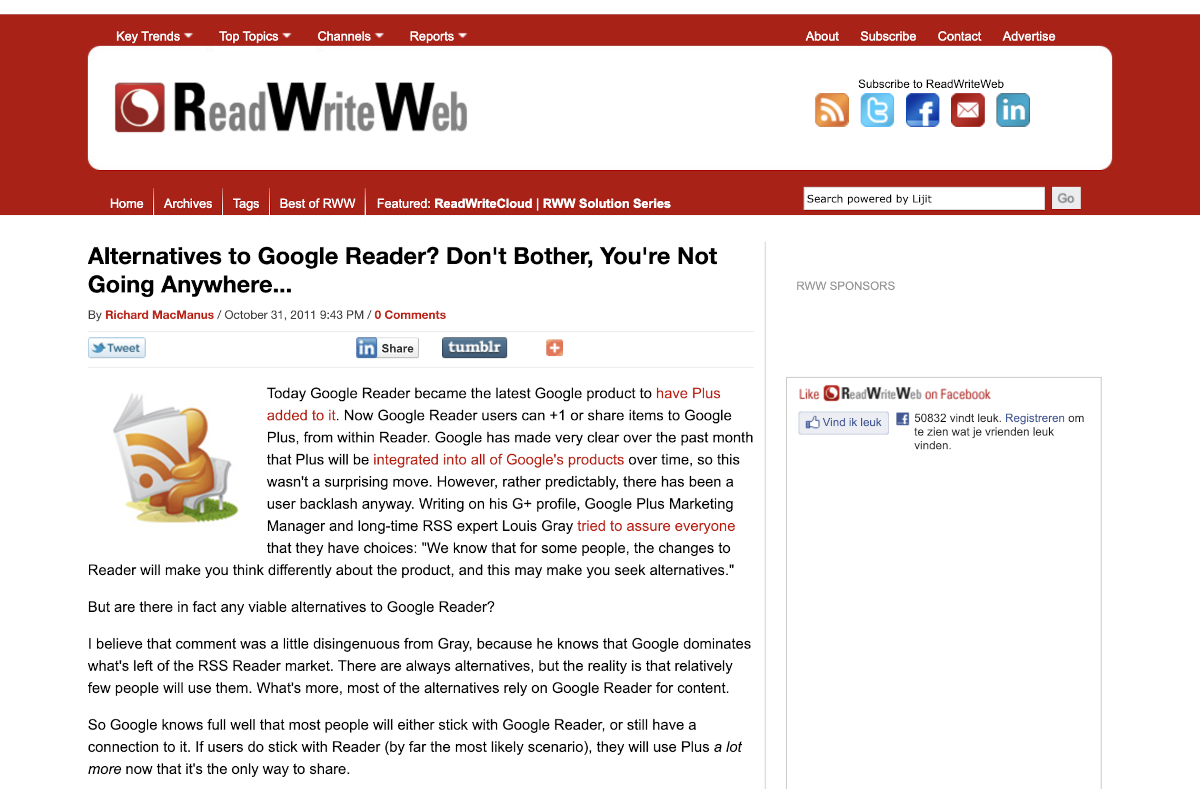 Key Trends Top Topics Channels Reports About Subscribe Contact Advertise
ReadWriteWeb
Subscribe to ReadWriteWeb
Home Archives Tags Best of RWW Featured: ReadWriteCloud | RWW Solution Series
Search powered by Lijit Go
Alternatives to Google Reader? Don't Bother, You're Not
Going Anywhere...
By Richard MacManus / October 31, 2011 9:43 PM / 0 Comments
Tweet
in Share
tumblr
Today Google Reader became the latest Google product to have Plus
added to it. Now Google Reader users can +1 or share items to Google
Plus, from within Reader. Google has made very clear over the past month
that Plus will be integrated into all of Google's products over time, so this
wasn't a surprising move. However, rather predictably, there has been a
user backlash anyway. Writing on his G+ profile, Google Plus Marketing
Manager and long-time RSS expert Louis Gray tried to assure everyone
that they have choices: "We know that for some people, the changes to
Reader will make you think differently about the product, and this may make you seek alternatives."
But are there in fact any viable alternatives to Google Reader?
I believe that comment was a little disingenuous from Gray, because he knows that Google dominates
what's left of the RSS Reader market. There are always alternatives, but the reality is that relatively
few people will use them. What's more, most of the alternatives rely on Google Reader for content.
So Google knows full well that most people will either stick with Google Reader, or still have a
connection to it. If users do stick with Reader (by far the most likely scenario), they will use Plus a lot
more now that it's the only way to share.
RWW SPONSORS
Like ReadWriteWeb on Facebook
Vind ik leuk
50832 vindt leuk. Registreren om
te zien wat je vrienden leuk
vinden.